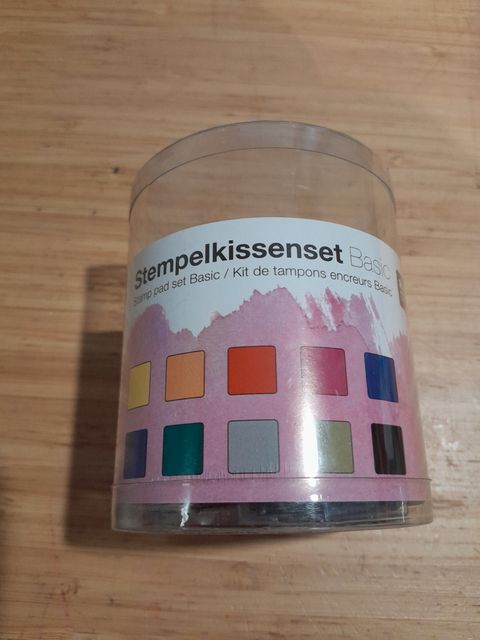 Stempelkissenset Basic
Stamp pad set Basic / Kit de tampons encreurs Basic